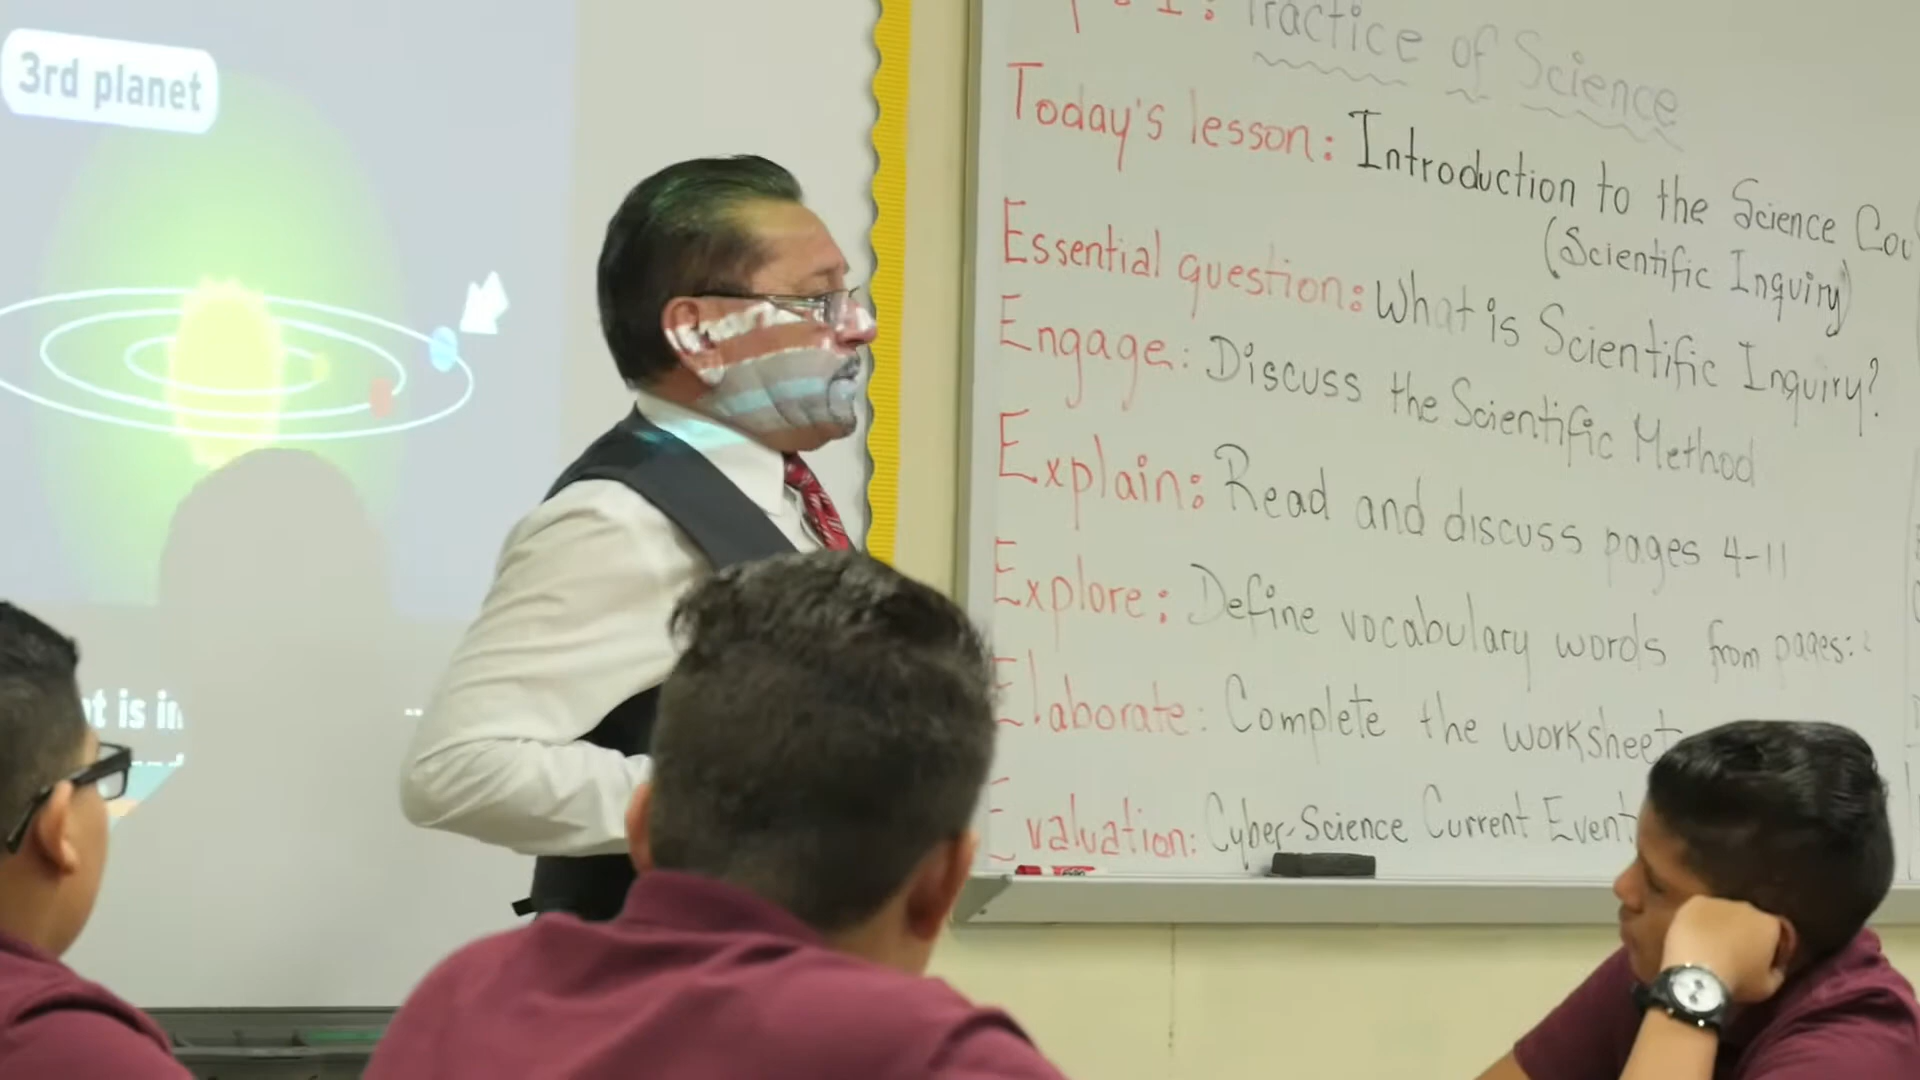 3rd planet
Practice of Science
Today's lesson: Introduction to the Science
(Scientific Inquiry)
Essential question: What is Scientific Inquiry?
Engage: Discuss the Scientific Method
Explain: Read and discuss pages 4-11
Explore: Define vocabulary words from pages:
Elaborate: Complete the worksheet
Evaluation: Cyber-Science Current Event
is in